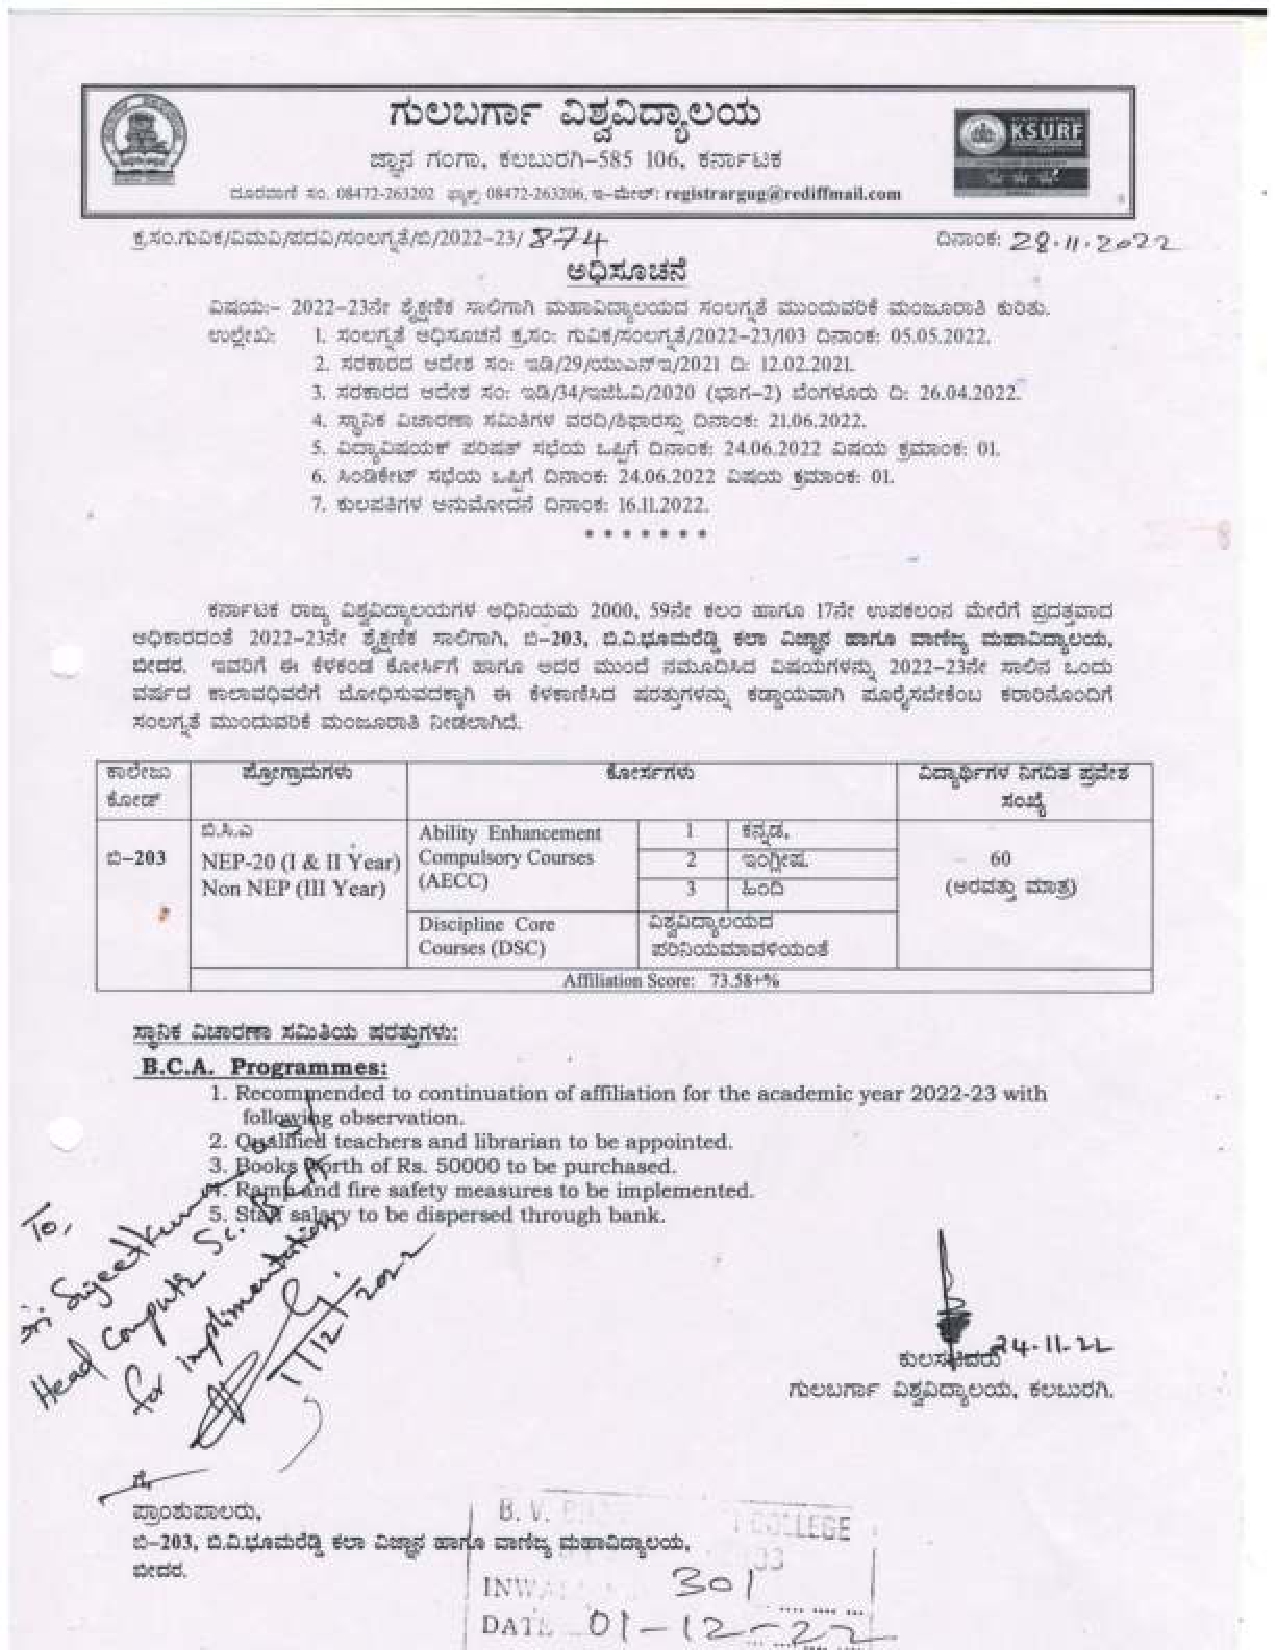 ಗುಲಬರ್ಗಾ ವಿಶ್ವವಿದ್ಯಾಲಯ
ಜ್ಞಾನ ಗಂಗಾ, ಕಲಬುರಗಿ–585 106, ಕರ್ನಾಟಕ
KSURF
ದೂರವಾಣಿ ಸಂ. 08472-263202 ಫ್ಯಾಕ್ಸ್ 08472-263206, ಇ–ಮೇಲ್: registrargug@rediffmail.com
ಕ್ರ.ಸಂ.ಗುವಿಕ/ವಿಮವಿ/ಪದವಿ/ಸಂಲಗ್ನತೆ/ಬಿ/2022-23/ 874 ದಿನಾಂಕ: 28.11.2022
ಅಧಿಸೂಚನೆ
ವಿಷಯ:– 2022–23ನೇ ಶೈಕ್ಷಣಿಕ ಸಾಲಿಗಾಗಿ ಮಹಾವಿದ್ಯಾಲಯದ ಸಂಲಗ್ನತೆ ಮುಂದುವರಿಕೆ ಮಂಜೂರಾತಿ ಕುರಿತು.
ಉಲ್ಲೇಖ: 1. ಸಂಲಗ್ನತೆ ಅಧಿಸೂಚನೆ ಕ್ರ.ಸಂ: ಗುವಿಕ/ಸಂಲಗ್ನತೆ/2022–23/103 ದಿನಾಂಕ: 05.05.2022.
2. ಸರಕಾರದ ಆದೇಶ ಸಂ: ಇಡಿ/29/ಯುಎನ್ಇ/2021 ದಿ: 12.02.2021.
3. ಸರಕಾರದ ಆದೇಶ ಸಂ: ಇಡಿ/34/ಇಜಿಓವಿ/2020 (ಭಾಗ–2) ಬೆಂಗಳೂರು ದಿ: 26.04.2022.
4. ಸ್ಥಾನಿಕ ವಿಚಾರಣಾ ಸಮಿತಿಗಳ ವರದಿ/ಶಿಫಾರಸ್ಸು ದಿನಾಂಕ: 21.06.2022.
5. ವಿದ್ಯಾವಿಷಯಕ್ ಪರಿಷತ್ ಸಭೆಯ ಒಪ್ಪಿಗೆ ದಿನಾಂಕ: 24.06.2022 ವಿಷಯ ಕ್ರಮಾಂಕ: 01.
6. ಸಿಂಡಿಕೇಟ್ ಸಭೆಯ ಒಪ್ಪಿಗೆ ದಿನಾಂಕ: 24.06.2022 ವಿಷಯ ಕ್ರಮಾಂಕ: 01.
7. ಕುಲಪತಿಗಳ ಅನುಮೋದನೆ ದಿನಾಂಕ: 16.11.2022.
* * * * * * *
ಕರ್ನಾಟಕ ರಾಜ್ಯ ವಿಶ್ವವಿದ್ಯಾಲಯಗಳ ಅಧಿನಿಯಮ 2000, 59ನೇ ಕಲಂ ಹಾಗೂ 17ನೇ ಉಪಕಲಂನ ಮೇರೆಗೆ ಪ್ರದತ್ತವಾದ
ಅಧಿಕಾರದಂತೆ 2022–23ನೇ ಶೈಕ್ಷಣಿಕ ಸಾಲಿಗಾಗಿ, ಬಿ–203, ಬಿ.ವಿ.ಭೂಮರೆಡ್ಡಿ ಕಲಾ ವಿಜ್ಞಾನ ಹಾಗೂ ವಾಣಿಜ್ಯ ಮಹಾವಿದ್ಯಾಲಯ,
ಬೀದರ. ಇವರಿಗೆ ಈ ಕೆಳಕಂಡ ಕೋರ್ಸಿಗೆ ಹಾಗೂ ಅದರ ಮುಂದೆ ನಮೂದಿಸಿದ ವಿಷಯಗಳನ್ನು 2022–23ನೇ ಸಾಲಿನ ಒಂದು
ವರ್ಷದ ಕಾಲಾವಧಿವರೆಗೆ ಬೋಧಿಸುವದಕ್ಕಾಗಿ ಈ ಕೆಳಕಾಣಿಸಿದ ಷರತ್ತುಗಳನ್ನು ಕಡ್ಡಾಯವಾಗಿ ಪೂರೈಸಬೇಕೆಂಬ ಕರಾರಿನೊಂದಿಗೆ
ಸಂಲಗ್ನತೆ ಮುಂದುವರಿಕೆ ಮಂಜೂರಾತಿ ನೀಡಲಾಗಿದೆ.
ಕಾಲೇಜು ಪ್ರೋಗ್ರಾಮಗಳು ಕೋರ್ಸಗಳು ವಿದ್ಯಾರ್ಥಿಗಳ ನಿಗದಿತ ಪ್ರವೇಶ
ಕೋಡ್ ಸಂಖ್ಯೆ
ಬಿ.ಸಿ.ಎ Ability Enhancement 1 ಕನ್ನಡ,
ಬಿ–203 NEP-20 (I & II Year) Compulsory Courses 2 ಇಂಗ್ಲೀಷ. 60
Non NEP (III Year) (AECC) 3 ಹಿಂದಿ (ಅರವತ್ತು ಮಾತ್ರ)
Discipline Core ವಿಶ್ವವಿದ್ಯಾಲಯದ
Courses (DSC) ಪರಿನಿಯಮಾವಳಿಯಂತೆ
Affiliation Score: 73.58+%
ಸ್ಥಾನಿಕ ವಿಚಾರಣಾ ಸಮಿತಿಯ ಷರತ್ತುಗಳು:
B.C.A. Programmes:
1. Recommended to continuation of affiliation for the academic year 2022-23 with
following observation.
2. Qualified teachers and librarian to be appointed.
3. Books worth of Rs. 50000 to be purchased.
4. Ramp and fire safety measures to be implemented.
5. Staff salary to be dispersed through bank.
To,
Sri Sujeetkumar
Head Computer Sc. BCA
for implimentation
1/12/2022
24.11.22
ಕುಲಸಚಿವರು
ಗುಲಬರ್ಗಾ ವಿಶ್ವವಿದ್ಯಾಲಯ, ಕಲಬುರಗಿ.
ಗೆ,
ಪ್ರಾಂಶುಪಾಲರು,
ಬಿ–203, ಬಿ.ವಿ.ಭೂಮರೆಡ್ಡಿ ಕಲಾ ವಿಜ್ಞಾನ ಹಾಗೂ ವಾಣಿಜ್ಯ ಮಹಾವಿದ್ಯಾಲಯ,
ಬೀದರ.
B. V. COLLEGE
301
DATE 01-12-22